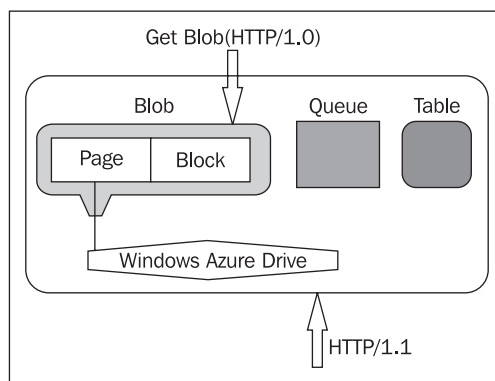 Get Blob(HTTP/1.0)
Blob
Queue
Table
Page
Block
Windows Azure Drive
HTTP/1.1